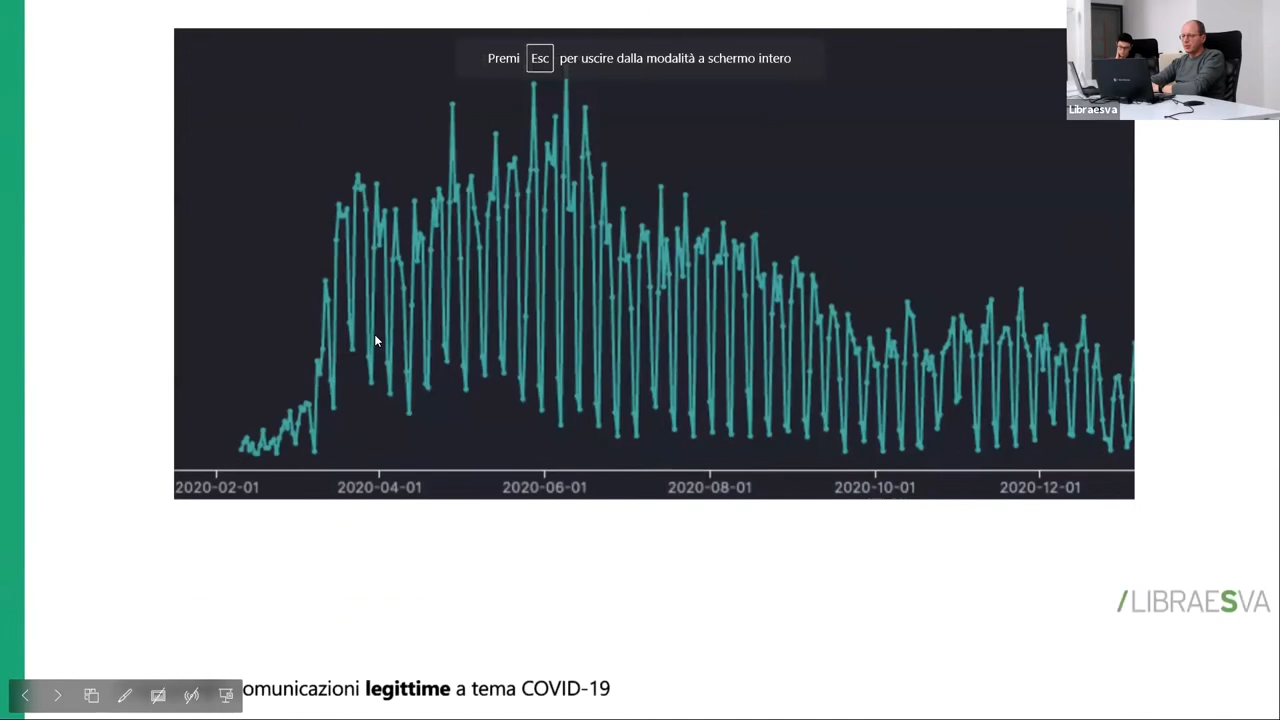 Premi Esc per uscire dalla modalità a schermo intero
Libraesva
2020-02-01 2020-04-01 2020-06-01 2020-08-01 2020-10-01 2020-12-01
/LIBRAESVA
omunicazioni legittime a tema COVID-19